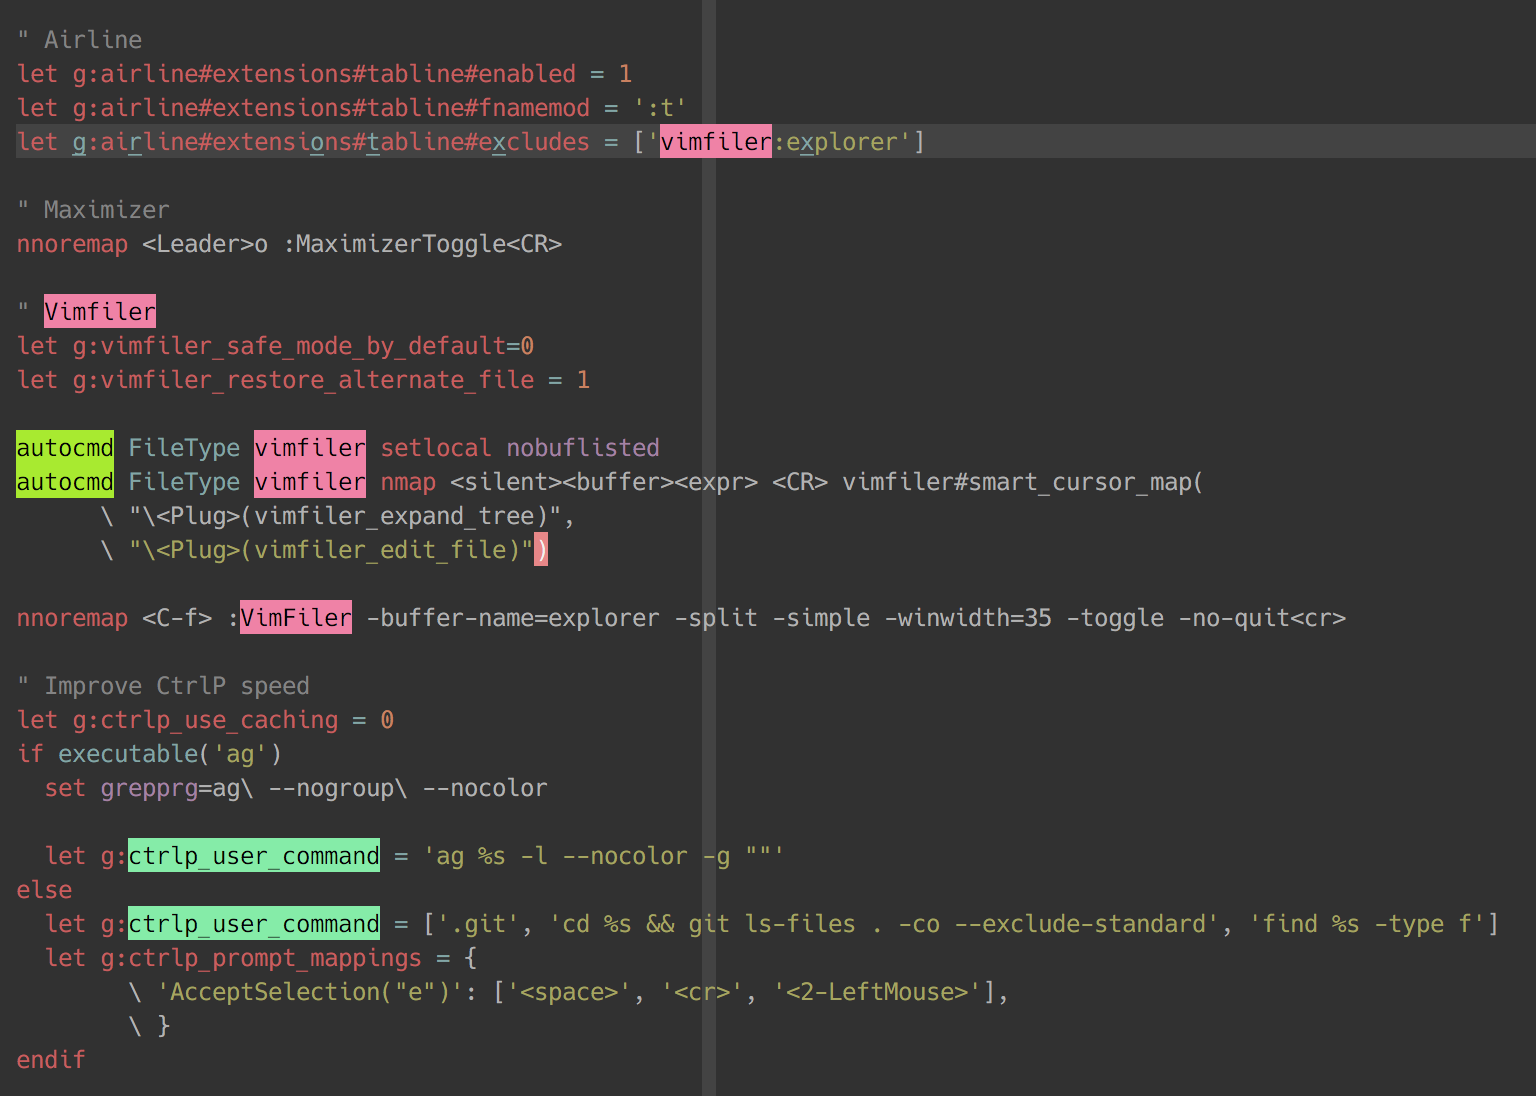 " Airline
let g:airline#extensions#tabline#enabled = 1
let g:airline#extensions#tabline#fnamemod = ':t'
let g:airline#extensions#tabline#excludes = ['vimfiler:explorer']
" Maximizer
nnoremap <Leader>o :MaximizerToggle<CR>
" Vimfiler
let g:vimfiler_safe_mode_by_default=0
let g:vimfiler_restore_alternate_file = 1
autocmd FileType vimfiler setlocal nobuflisted
autocmd FileType vimfiler nmap <silent><buffer><expr> <CR> vimfiler#smart_cursor_map(
      \ "\<Plug>(vimfiler_expand_tree)",
      \ "\<Plug>(vimfiler_edit_file)")
nnoremap <C-f> :VimFiler -buffer-name=explorer -split -simple -winwidth=35 -toggle -no-quit<cr>
" Improve CtrlP speed
let g:ctrlp_use_caching = 0
if executable('ag')
  set grepprg=ag\ --nogroup\ --nocolor
  let g:ctrlp_user_command = 'ag %s -l --nocolor -g ""'
else
  let g:ctrlp_user_command = ['.git', 'cd %s && git ls-files . -co --exclude-standard', 'find %s -type f']
  let g:ctrlp_prompt_mappings = {
        \ 'AcceptSelection("e")': ['<space>', '<cr>', '<2-LeftMouse>'],
        \ }
endif